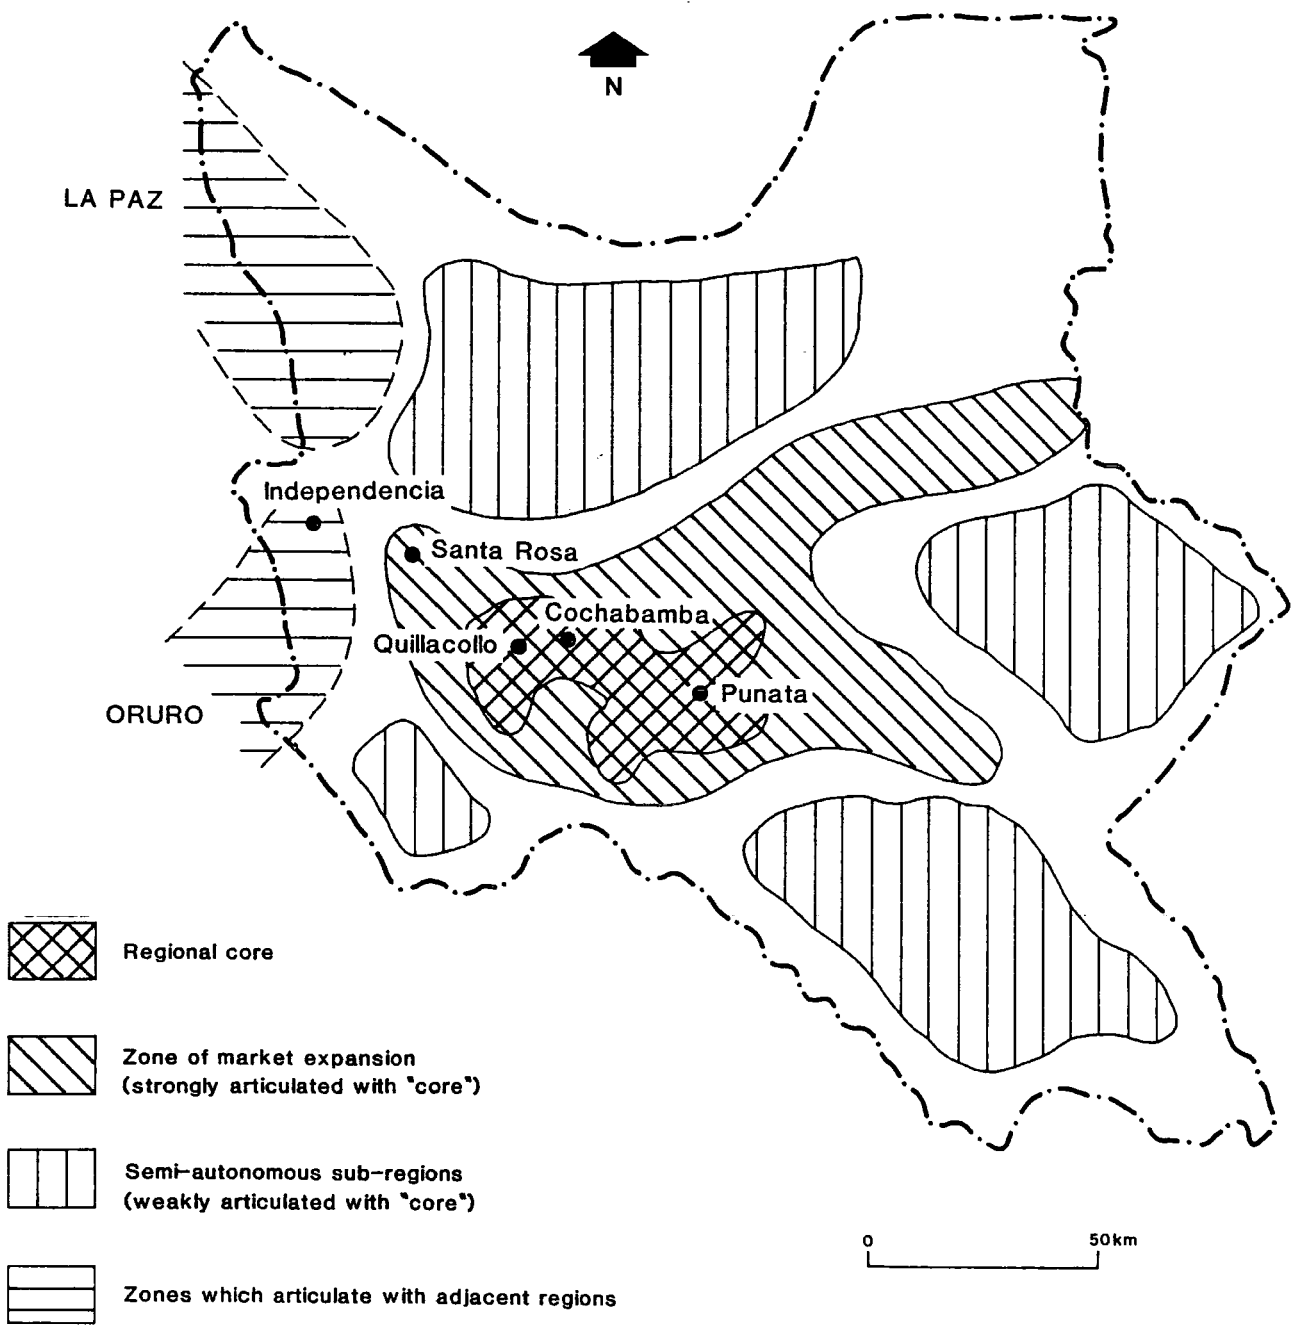 N
LA PAZ
Independencia
Santa Rosa
Cochabamba
Quillacollo
Punata
ORURO
Regional core
Zone of market expansion
(strongly articulated with "core")
Semi-autonomous sub-regions
(weakly articulated with "core")
0 50km
Zones which articulate with adjacent regions